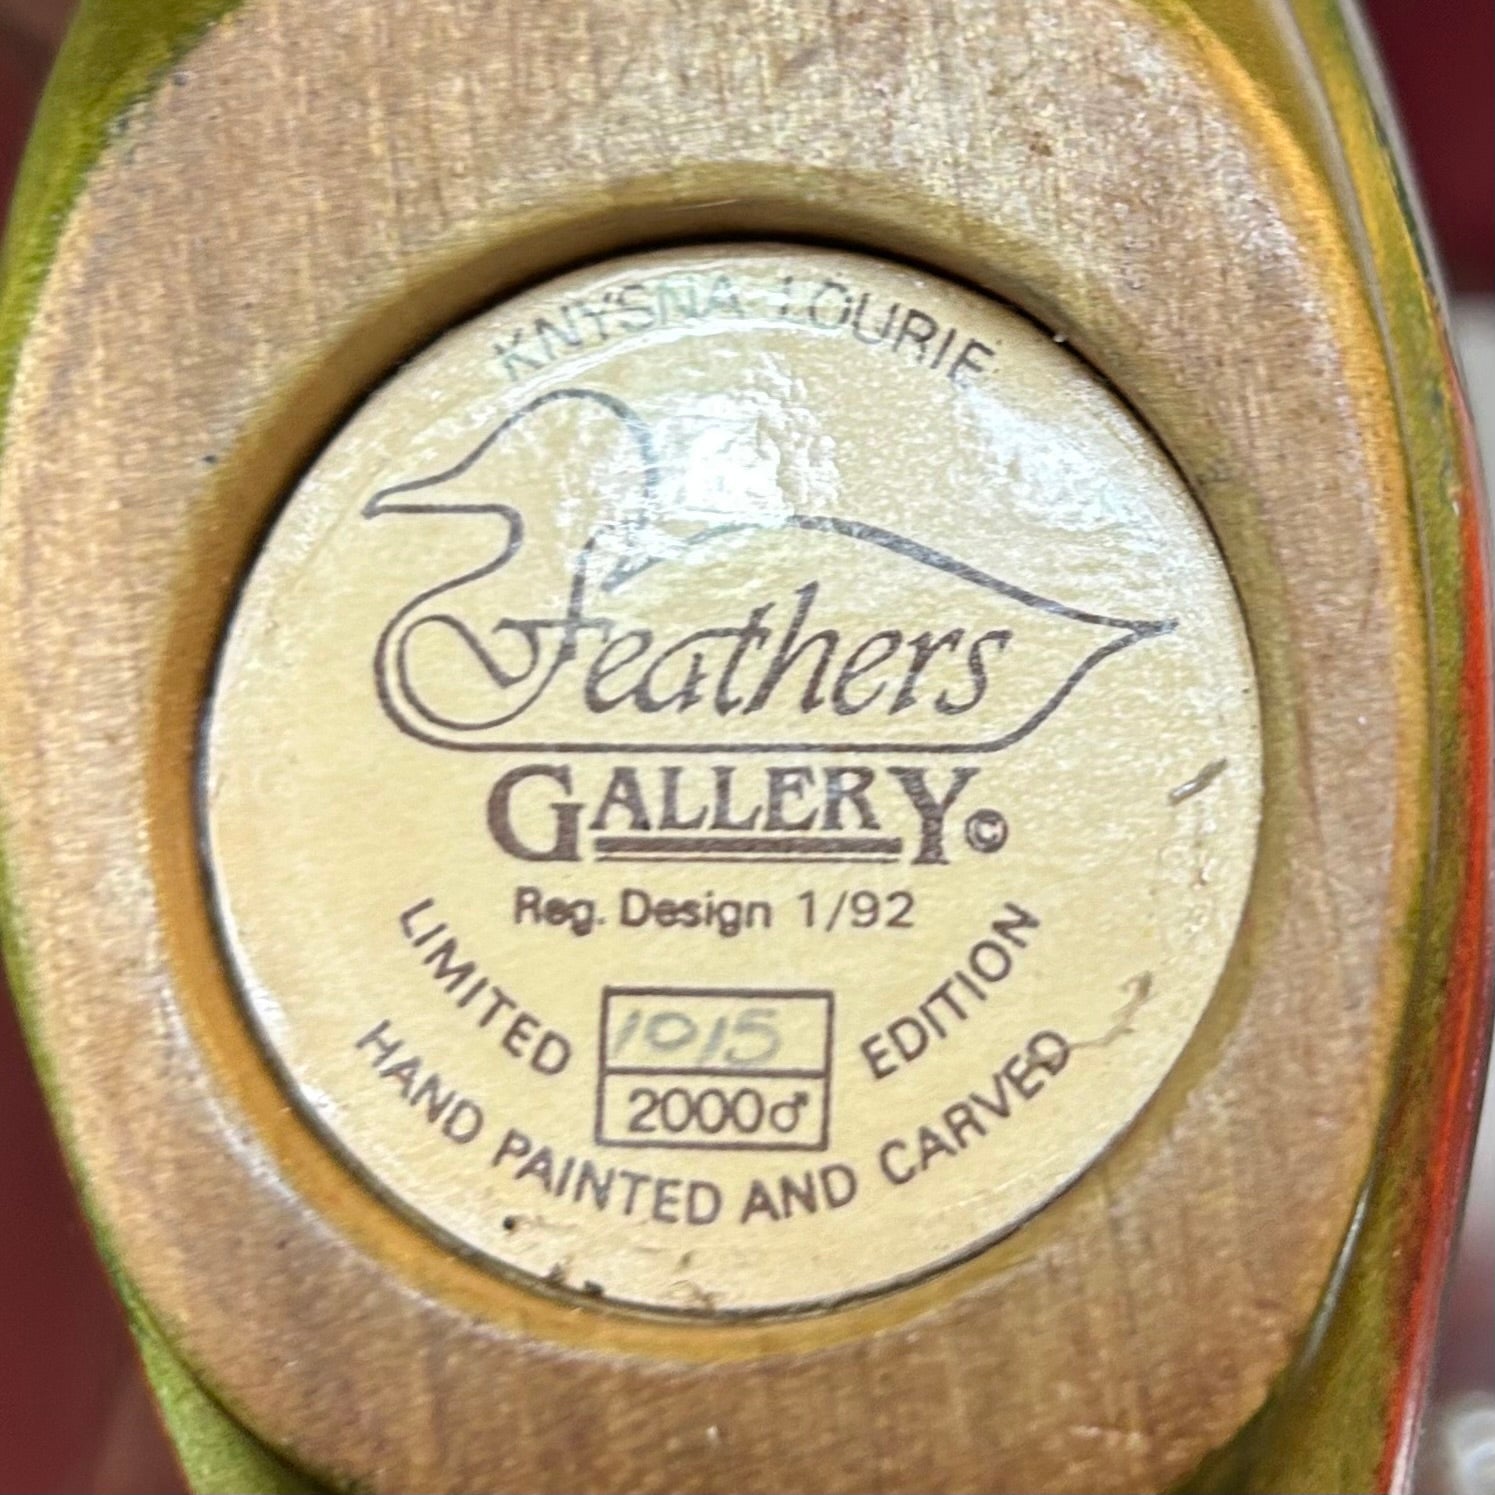 KNYSNA LOURIE
Feathers
GALLERY©
Reg. Design 1/92
LIMITED EDITION
1015
2000♂
HAND PAINTED AND CARVED